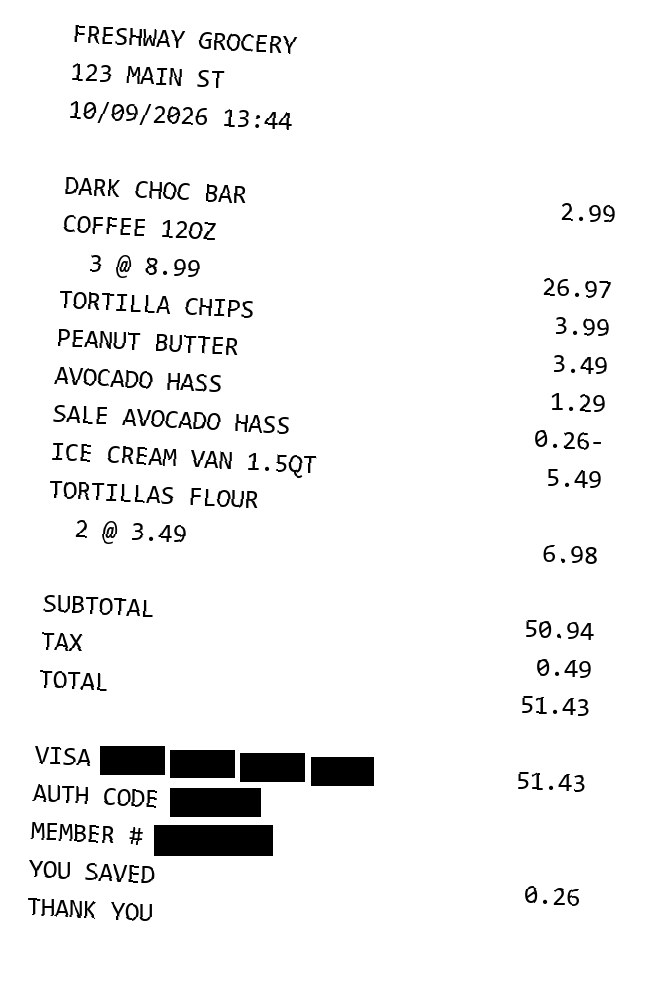 FRESHWAY GROCERY
123 MAIN ST
10/09/2026 13:44
DARK CHOC BAR 2.99
COFFEE 12OZ
3 @ 8.99 26.97
TORTILLA CHIPS 3.99
PEANUT BUTTER 3.49
AVOCADO HASS 1.29
SALE AVOCADO HASS 0.26-
ICE CREAM VAN 1.5QT 5.49
TORTILLAS FLOUR
2 @ 3.49 6.98
SUBTOTAL 50.94
TAX 0.49
TOTAL 51.43
VISA 51.43
AUTH CODE
MEMBER #
YOU SAVED 0.26
THANK YOU